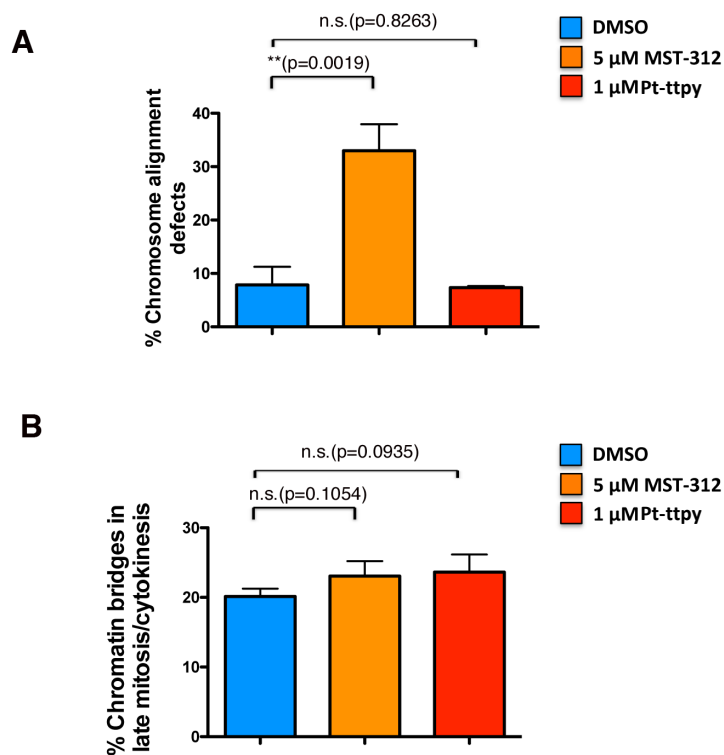 A
n.s.(p=0.8263)
**(p=0.0019)
DMSO
5 μM MST-312
1 μMPt-ttpy
% Chromosome alignment
defects
40
30
20
10
0
B
n.s.(p=0.0935)
n.s.(p=0.1054)
DMSO
5 μM MST-312
1 μMPt-ttpy
% Chromatin bridges in
late mitosis/cytokinesis
30
20
10
0